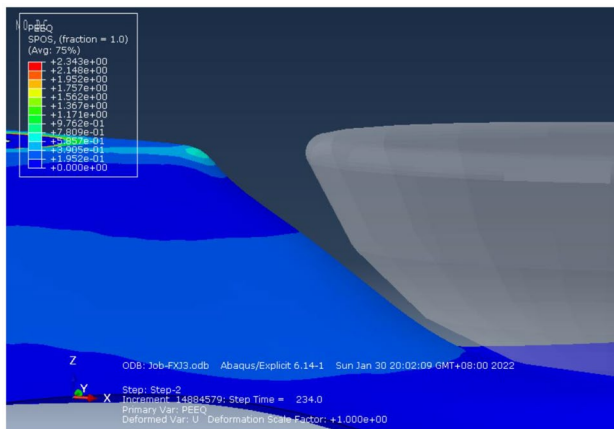 PEEQ
SPOS, (fraction = 1.0)
(Avg: 75%)
+2.343e+00
+2.148e+00
+1.952e+00
+1.757e+00
+1.562e+00
+1.367e+00
+1.171e+00
+9.762e-01
+7.809e-01
+5.857e-01
+3.905e-01
+1.952e-01
+0.000e+00
Z
Y
X
ODB: Job-FXJ3.odb Abaqus/Explicit 6.14-1 Sun Jan 30 20:02:09 GMT+08:00 2022
Step: Step-2
Increment 14884579: Step Time = 234.0
Primary Var: PEEQ
Deformed Var: U Deformation Scale Factor: +1.000e+00